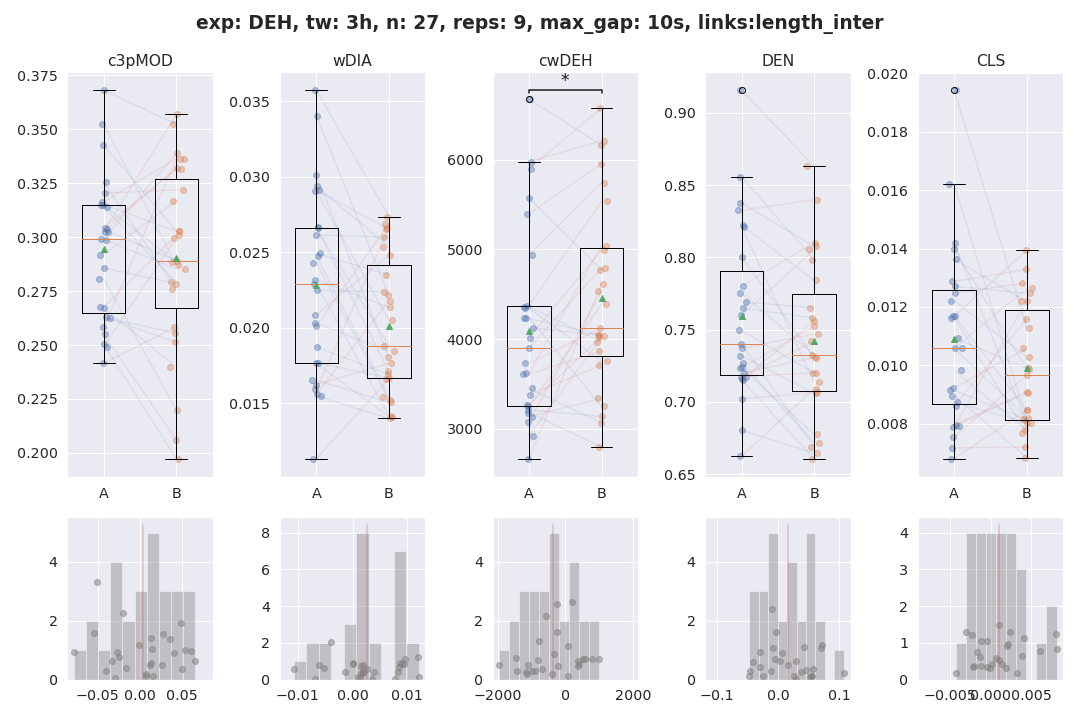 exp: DEH, tw: 3h, n: 27, reps: 9, max_gap: 10s, links:length_inter
c3pMOD wDIA cwDEH DEN CLS
0.375 0.350 0.325 0.300 0.275 0.250 0.225 0.200
A B
0.035 0.030 0.025 0.020 0.015
A B
*
6000 5000 4000 3000
A B
0.90 0.85 0.80 0.75 0.70 0.65
A B
0.020 0.018 0.016 0.014 0.012 0.010 0.008
A B
4 2 0
−0.05 0.00 0.05
8 6 4 2 0
−0.01 0.00 0.01
4 2 0
−2000 0 2000
4 2 0
−0.1 0.0 0.1
4 3 2 1 0
−0.005 0.000 0.005